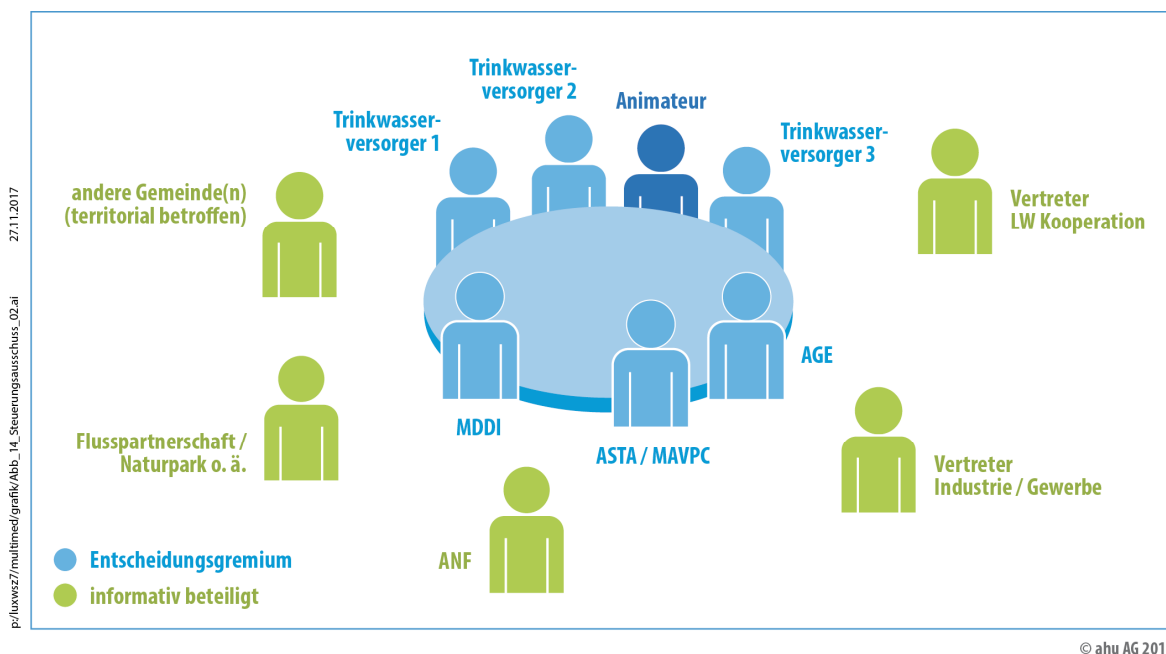 Trinkwasser-
versorger 2
Animateur
Trinkwasser-
versorger 1
Trinkwasser-
versorger 3
andere Gemeinde(n)
(territorial betroffen)
Vertreter
LW Kooperation
AGE
MDDI
ASTA / MAVPC
Flusspartnerschaft /
Naturpark o. ä.
Vertreter
Industrie / Gewerbe
ANF
Entscheidungsgremium
informativ beteiligt
p:/luxwsz7/multimed/grafik/Abb_14_Steuerungsausschuss_02.ai 27.11.2017
© ahu AG 201